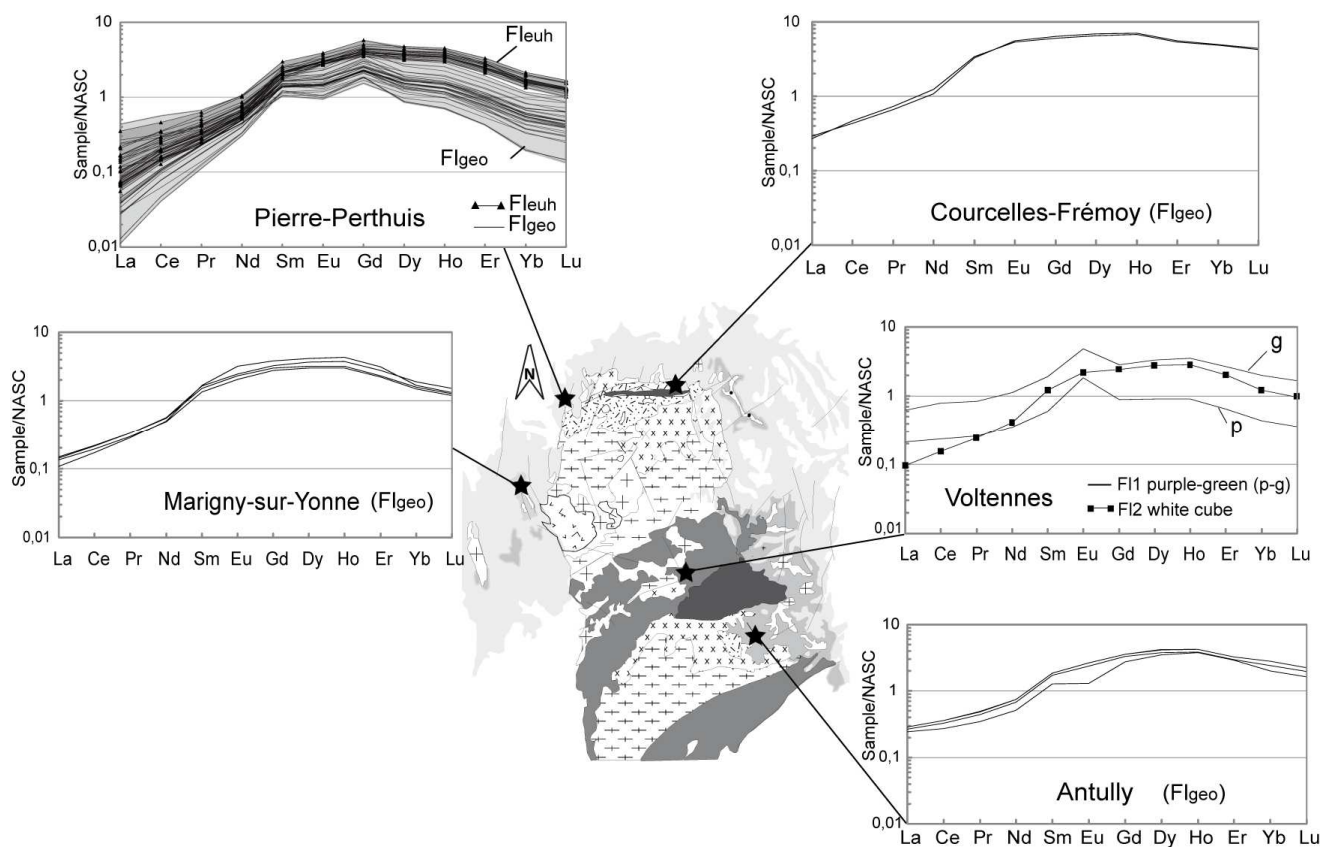 10
1
0,1
0,01
Sample/NASC
Fleuh
Flgeo
Pierre-Perthuis
Fleuh
Flgeo
La Ce Pr Nd Sm Eu Gd Dy Ho Er Yb Lu
10
1
0,1
0,01
Sample/NASC
Courcelles-Frémoy (Flgeo)
La Ce Pr Nd Sm Eu Gd Dy Ho Er Yb Lu
10
1
0,1
0,01
Sample/NASC
Marigny-sur-Yonne (Flgeo)
La Ce Pr Nd Sm Eu Gd Dy Ho Er Yb Lu
N
10
1
0,1
0,01
Sample/NASC
g
p
Voltennes
Fl1 purple-green (p-g)
Fl2 white cube
La Ce Pr Nd Sm Eu Gd Dy Ho Er Yb Lu
10
1
0,1
0,01
Sample/NASC
Antully (Flgeo)
La Ce Pr Nd Sm Eu Gd Dy Ho Er Yb Lu